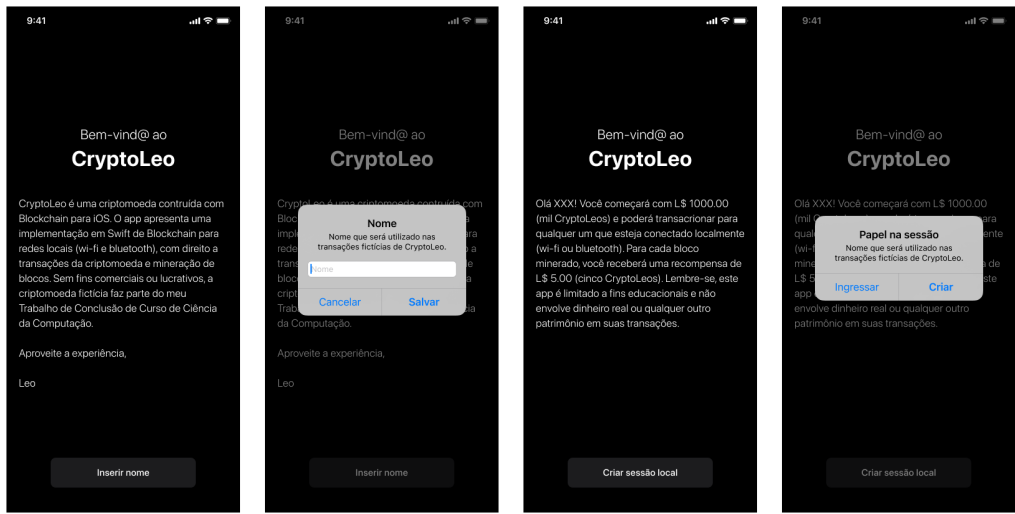 9:41
Bem-vind@ ao
CryptoLeo
CryptoLeo é uma criptomoeda contruída com
Blockchain para iOS. O app apresenta uma
implementação em Swift de Blockchain para
redes locais (wi-fi e bluetooth), com direito a
transações da criptomoeda e mineração de
blocos. Sem fins comerciais ou lucrativos, a
criptomoeda fictícia faz parte do meu
Trabalho de Conclusão de Curso de Ciência
da Computação.
Aproveite a experiência,
Leo
Inserir nome
9:41
Bem-vind@ ao
CryptoLeo
CryptoLeo é uma criptomoeda contruída com
Nome
Nome que será utilizado nas
transações fictícias de CryptoLeo.
Nome
Cancelar
Salvar
da Computação.
Aproveite a experiência,
Leo
Inserir nome
9:41
Bem-vind@ ao
CryptoLeo
Olá XXX! Você começará com L$ 1000.00
(mil CryptoLeos) e poderá transacionar para
qualquer um que esteja conectado localmente
(wi-fi ou bluetooth). Para cada bloco
minerado, você receberá uma recompensa de
L$ 5.00 (cinco CryptoLeos). Lembre-se, este
app é limitado a fins educacionais e não
envolve dinheiro real ou qualquer outro
patrimônio em suas transações.
Criar sessão local
9:41
Bem-vind@ ao
CryptoLeo
Olá XXX! Você começará com L$ 1000.00
Papel na sessão
Nome que será utilizado nas
transações fictícias de CryptoLeo.
Ingressar
Criar
envolve dinheiro real ou qualquer outro
patrimônio em suas transações.
Criar sessão local